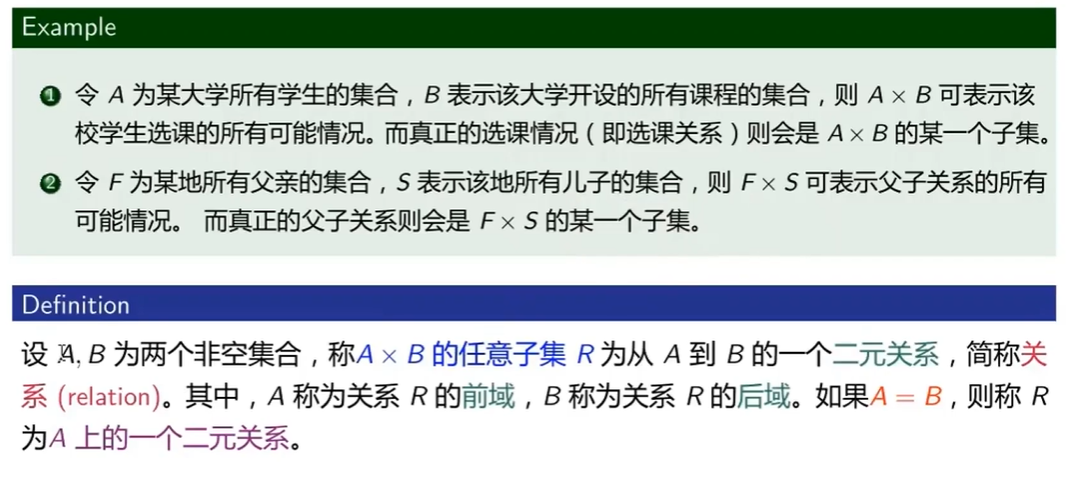 Example
1 令 A 为某大学所有学生的集合，B 表示该大学开设的所有课程的集合，则 A × B 可表示该
校学生选课的所有可能情况。而真正的选课情况（即选课关系）则会是 A × B 的某一个子集。
2 令 F 为某地所有父亲的集合，S 表示该地所有儿子的集合，则 F × S 可表示父子关系的所有
可能情况。 而真正的父子关系则会是 F × S 的某一个子集。
Definition
设 A, B 为两个非空集合，称A × B 的任意子集 R 为从 A 到 B 的一个二元关系，简称关
系 (relation)。其中，A 称为关系 R 的前域，B 称为关系 R 的后域。如果A = B，则称 R
为A 上的一个二元关系。